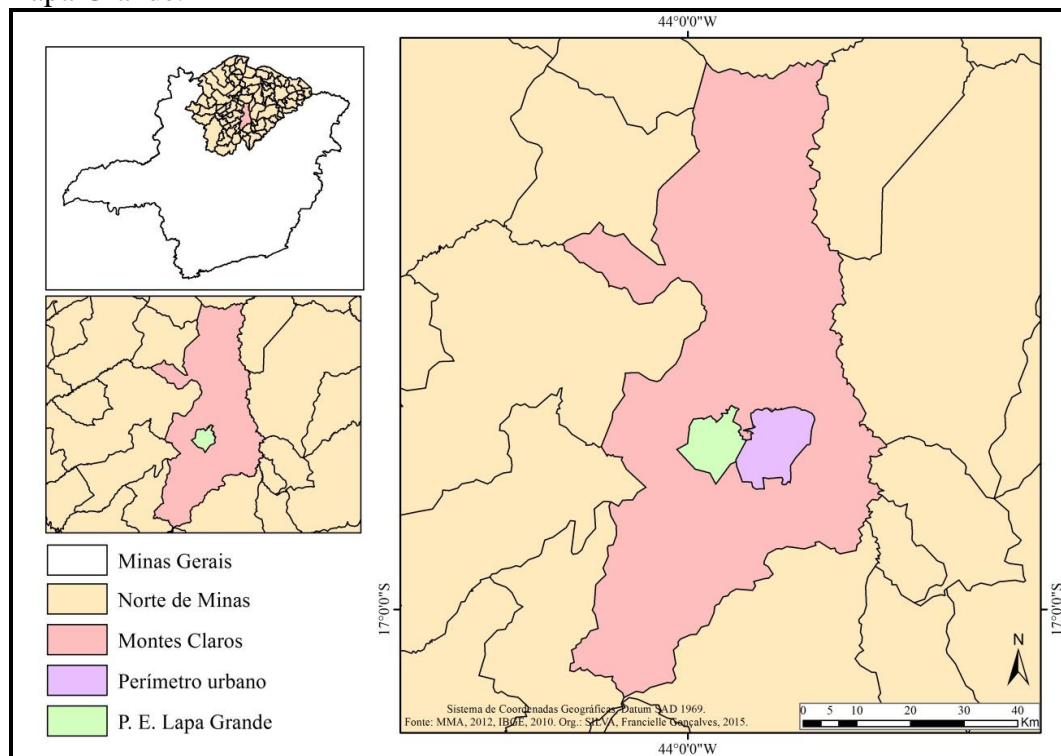 apa Grande.
44°0'0"W
17°0'0"S
17°0'0"S
Minas Gerais
Norte de Minas
Montes Claros
Perímetro urbano
P. E. Lapa Grande
N
Sistema de Coordenadas Geográficas, Datum SAD 1969.
Fonte: MMA, 2012, IBGE, 2010. Org.: SILVA, Francielle Gonçalves, 2015.
0 5 10 20 30 40
Km
44°0'0"W